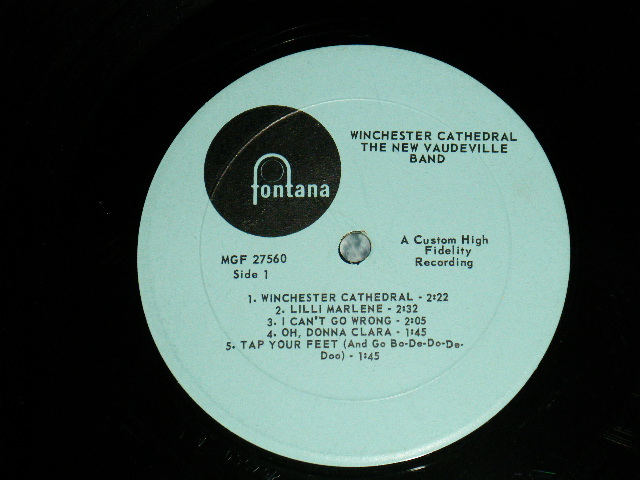 WINCHESTER CATHEDRAL
THE NEW VAUDEVILLE
BAND
fontana
MGF 27560
Side 1
A Custom High
Fidelity
Recording
1. WINCHESTER CATHEDRAL - 2:22
2. LILLI MARLENE - 2:32
3. I CAN'T GO WRONG - 2:05
4. OH, DONNA CLARA - 1:45
5. TAP YOUR FEET (And Go Bo-De-Do-De-
Doo) - 1:45